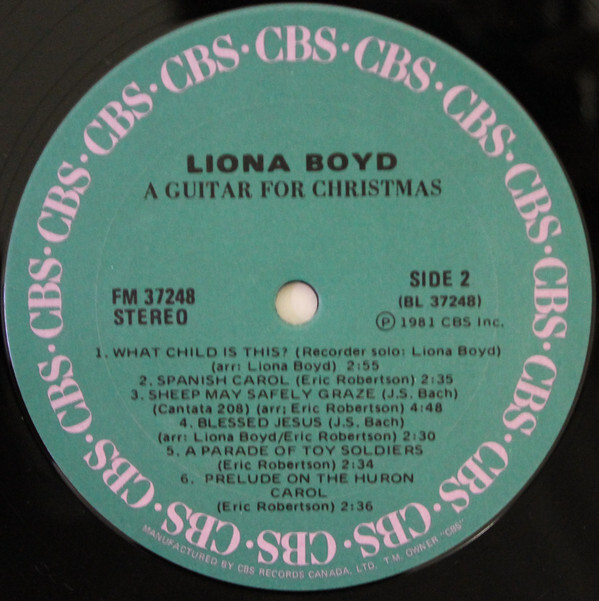 CBS · CBS · CBS · CBS · CBS · CBS · CBS · CBS · CBS · CBS · CBS · CBS · CBS · CBS · CBS · CBS · CBS ·
LIONA BOYD
A GUITAR FOR CHRISTMAS
FM 37248
STEREO
SIDE 2
(BL 37248)
℗ 1981 CBS Inc.
1. WHAT CHILD IS THIS? (Recorder solo: Liona Boyd)
(arr: Liona Boyd) 2:55
2. SPANISH CAROL (Eric Robertson) 2:35
3. SHEEP MAY SAFELY GRAZE (J.S. Bach)
(Cantata 208) (arr: Eric Robertson) 4:48
4. BLESSED JESUS (J.S. Bach)
(arr: Liona Boyd/Eric Robertson) 2:30
5. A PARADE OF TOY SOLDIERS
(Eric Robertson) 2:34
6. PRELUDE ON THE HURON
CAROL
(Eric Robertson) 2:36
MANUFACTURED BY CBS RECORDS CANADA, LTD. T.M. OWNER "CBS"